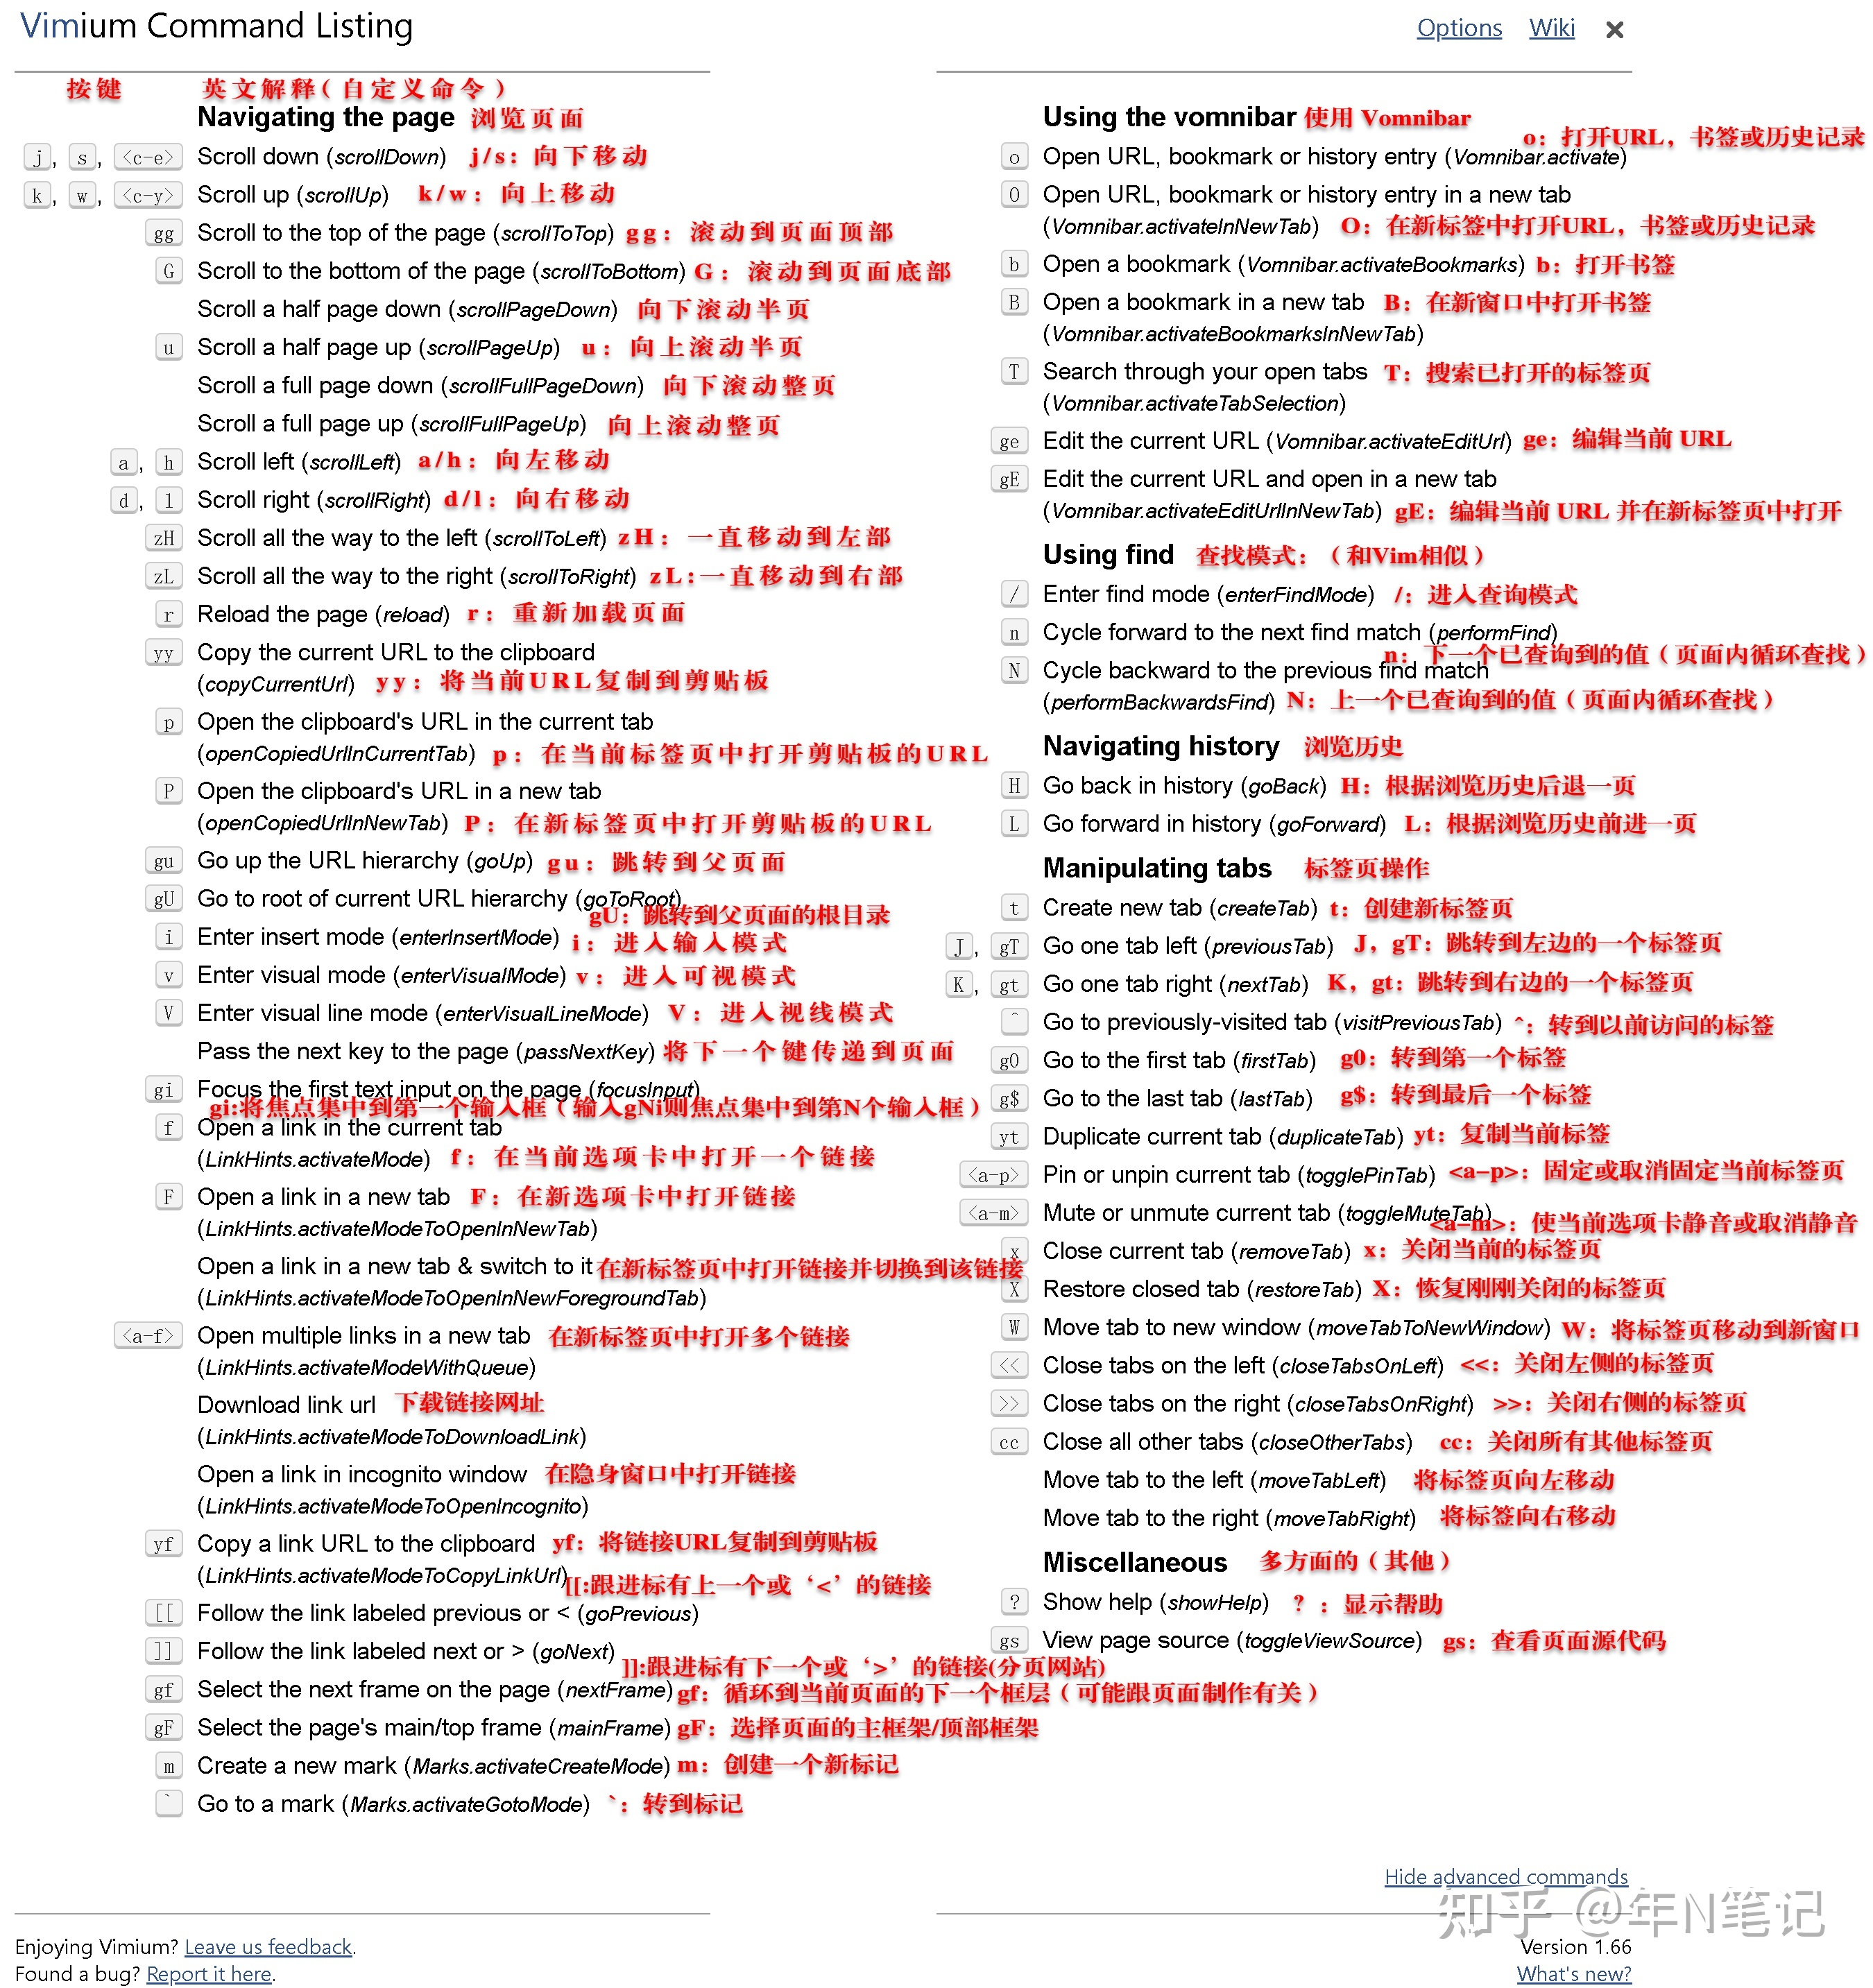 Vimium Command Listing
Options Wiki ×
按键 英文解释（自定义命令）
Navigating the page 浏览页面
j, s, <c-e> Scroll down (scrollDown) j/s：向下移动
k, w, <c-y> Scroll up (scrollUp) k/w：向上移动
gg Scroll to the top of the page (scrollToTop) gg：滚动到页面顶部
G Scroll to the bottom of the page (scrollToBottom) G：滚动到页面底部
Scroll a half page down (scrollPageDown) 向下滚动半页
u Scroll a half page up (scrollPageUp) u：向上滚动半页
Scroll a full page down (scrollFullPageDown) 向下滚动整页
Scroll a full page up (scrollFullPageUp) 向上滚动整页
a, h Scroll left (scrollLeft) a/h：向左移动
d, l Scroll right (scrollRight) d/l：向右移动
zH Scroll all the way to the left (scrollToLeft) zH：一直移动到左部
zL Scroll all the way to the right (scrollToRight) zL:一直移动到右部
r Reload the page (reload) r：重新加载页面
yy Copy the current URL to the clipboard
(copyCurrentUrl) yy：将当前URL复制到剪贴板
p Open the clipboard's URL in the current tab
(openCopiedUrlInCurrentTab) p：在当前标签页中打开剪贴板的URL
P Open the clipboard's URL in a new tab
(openCopiedUrlInNewTab) P：在新标签页中打开剪贴板的URL
gu Go up the URL hierarchy (goUp) gu：跳转到父页面
gU Go to root of current URL hierarchy (goToRoot)
gU：跳转到父页面的根目录
i Enter insert mode (enterInsertMode) i：进入输入模式
v Enter visual mode (enterVisualMode) v：进入可视模式
V Enter visual line mode (enterVisualLineMode) V：进入视线模式
Pass the next key to the page (passNextKey) 将下一个键传递到页面
gi Focus the first text input on the page (focusInput)
gi:将焦点集中到第一个输入框（输入gNi则焦点集中到第N个输入框）
f Open a link in the current tab
(LinkHints.activateMode) f：在当前选项卡中打开一个链接
F Open a link in a new tab F：在新选项卡中打开链接
(LinkHints.activateModeToOpenInNewTab)
Open a link in a new tab & switch to it 在新标签页中打开链接并切换到该链接
(LinkHints.activateModeToOpenInNewForegroundTab)
<a-f> Open multiple links in a new tab 在新标签页中打开多个链接
(LinkHints.activateModeWithQueue)
Download link url 下载链接网址
(LinkHints.activateModeToDownloadLink)
Open a link in incognito window 在隐身窗口中打开链接
(LinkHints.activateModeToOpenIncognito)
yf Copy a link URL to the clipboard yf：将链接URL复制到剪贴板
(LinkHints.activateModeToCopyLinkUrl)
[[:跟进标有上一个或‘<’的链接
[[ Follow the link labeled previous or < (goPrevious)
]] Follow the link labeled next or > (goNext)
]]:跟进标有下一个或‘>’的链接(分页网站)
gf Select the next frame on the page (nextFrame) gf：循环到当前页面的下一个框层（可能跟页面制作有关）
gF Select the page's main/top frame (mainFrame) gF：选择页面的主框架/顶部框架
m Create a new mark (Marks.activateCreateMode) m：创建一个新标记
` Go to a mark (Marks.activateGotoMode) `：转到标记
Using the vomnibar 使用 Vomnibar
o：打开URL，书签或历史记录
o Open URL, bookmark or history entry (Vomnibar.activate)
O Open URL, bookmark or history entry in a new tab
(Vomnibar.activateInNewTab) O：在新标签中打开URL，书签或历史记录
b Open a bookmark (Vomnibar.activateBookmarks) b：打开书签
B Open a bookmark in a new tab B：在新窗口中打开书签
(Vomnibar.activateBookmarksInNewTab)
T Search through your open tabs T：搜索已打开的标签页
(Vomnibar.activateTabSelection)
ge Edit the current URL (Vomnibar.activateEditUrl) ge：编辑当前 URL
gE Edit the current URL and open in a new tab
(Vomnibar.activateEditUrlInNewTab) gE：编辑当前 URL 并在新标签页中打开
Using find 查找模式：（和Vim相似）
/ Enter find mode (enterFindMode) /：进入查询模式
n Cycle forward to the next find match (performFind)
n：下一个已查询到的值（页面内循环查找）
N Cycle backward to the previous find match
(performBackwardsFind) N：上一个已查询到的值（页面内循环查找）
Navigating history 浏览历史
H Go back in history (goBack) H：根据浏览历史后退一页
L Go forward in history (goForward) L：根据浏览历史前进一页
Manipulating tabs 标签页操作
t Create new tab (createTab) t：创建新标签页
J, gT Go one tab left (previousTab) J，gT：跳转到左边的一个标签页
K, gt Go one tab right (nextTab) K，gt：跳转到右边的一个标签页
^ Go to previously-visited tab (visitPreviousTab) ^：转到以前访问的标签
g0 Go to the first tab (firstTab) g0：转到第一个标签
g$ Go to the last tab (lastTab) g$：转到最后一个标签
yt Duplicate current tab (duplicateTab) yt：复制当前标签
<a-p> Pin or unpin current tab (togglePinTab) <a-p>：固定或取消固定当前标签页
<a-m> Mute or unmute current tab (toggleMuteTab)
<a-m>：使当前选项卡静音或取消静音
x Close current tab (removeTab) x：关闭当前的标签页
X Restore closed tab (restoreTab) X：恢复刚刚关闭的标签页
W Move tab to new window (moveTabToNewWindow) W：将标签页移动到新窗口
<< Close tabs on the left (closeTabsOnLeft) <<：关闭左侧的标签页
>> Close tabs on the right (closeTabsOnRight) >>：关闭右侧的标签页
cc Close all other tabs (closeOtherTabs) cc：关闭所有其他标签页
Move tab to the left (moveTabLeft) 将标签页向左移动
Move tab to the right (moveTabRight) 将标签向右移动
Miscellaneous 多方面的（其他）
? Show help (showHelp) ？：显示帮助
gs View page source (toggleViewSource) gs：查看页面源代码
Hide advanced commands
知乎 @年N笔记
Enjoying Vimium? Leave us feedback.
Found a bug? Report it here.
Version 1.66
What's new?